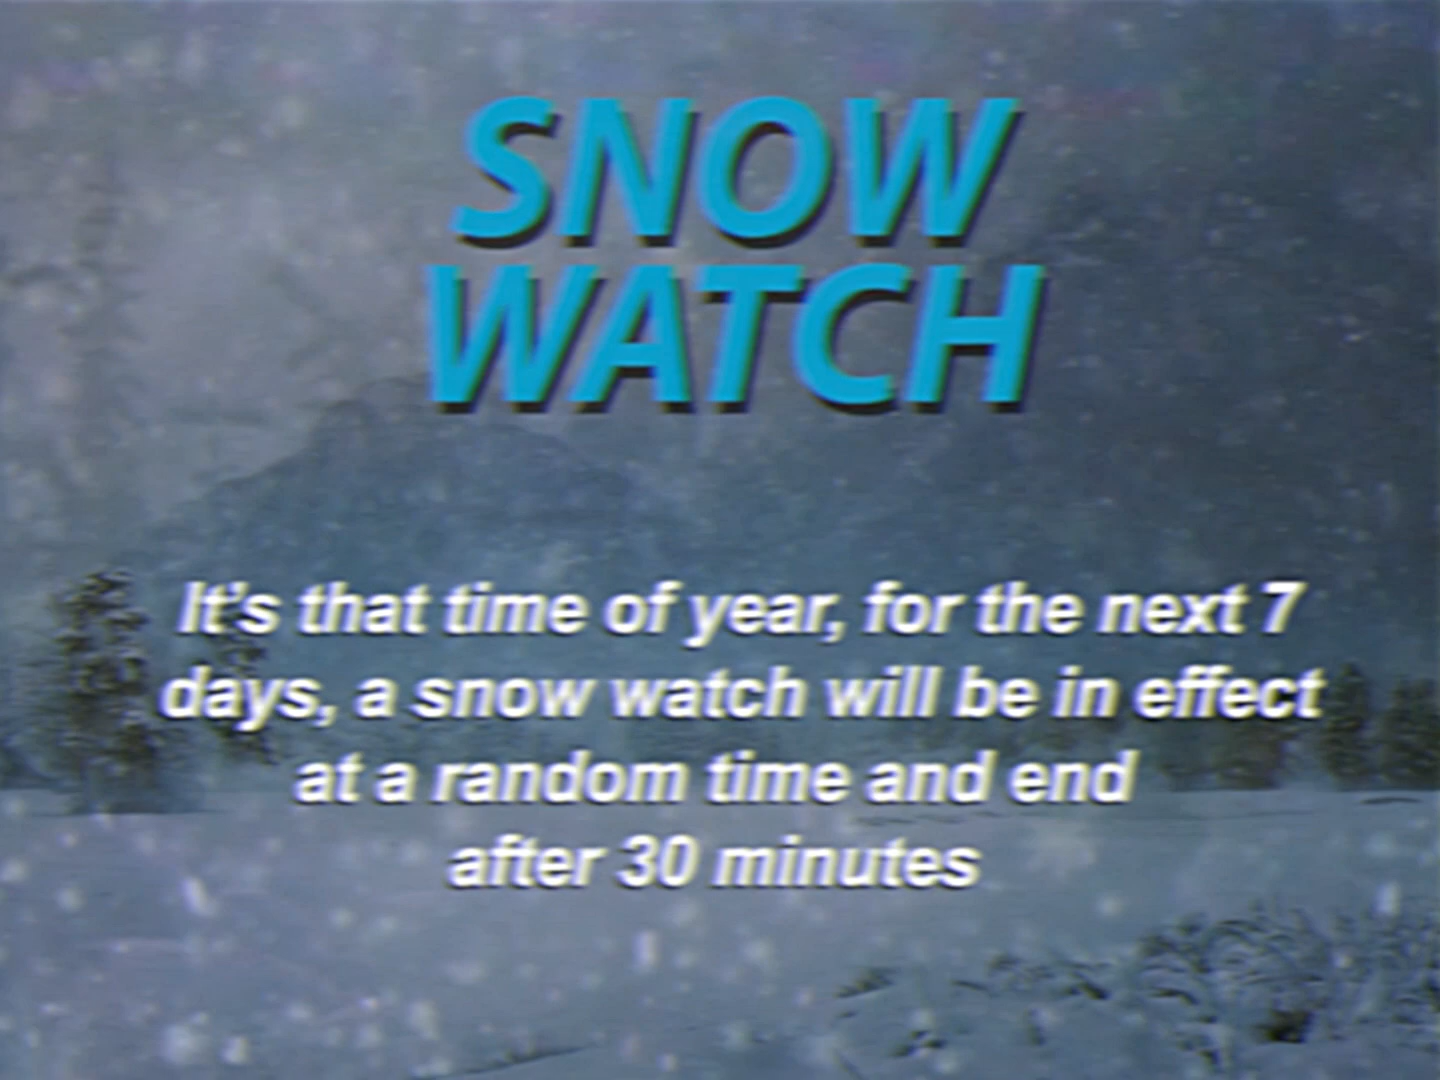 SNOW
WATCH
It's that time of year, for the next 7
days, a snow watch will be in effect
at a random time and end
after 30 minutes